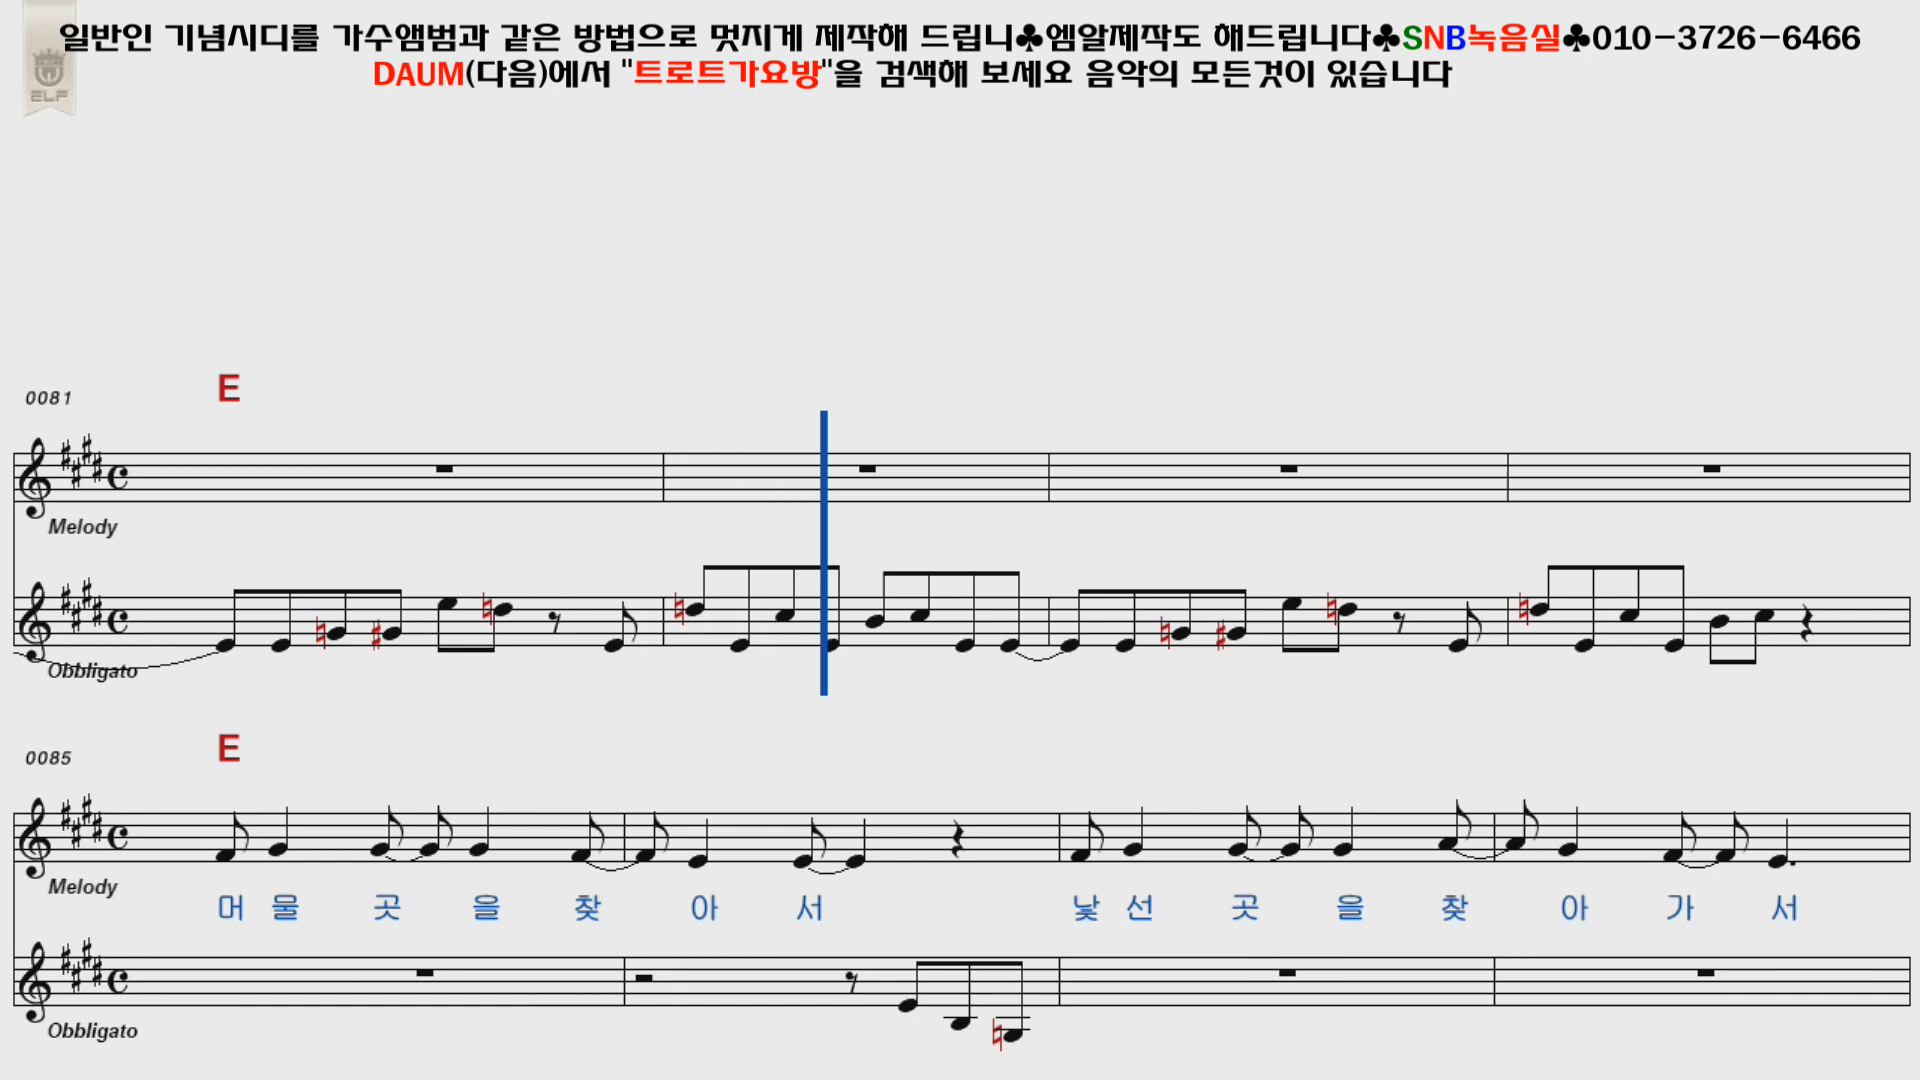 일반인 기념시디를 가수앨범과 같은 방법으로 멋지게 제작해 드립니♣엠알제작도 해드립니다♣SNB녹음실♣010-3726-6466
DAUM(다음)에서 "트로트가요방"을 검색해 보세요 음악의 모든것이 있습니다
ELF
0081 E
Melody
Obbligato
0085 E
Melody
머 물 곳 을 찾 아 서 낯 선 곳 을 찾 아 가 서
Obbligato